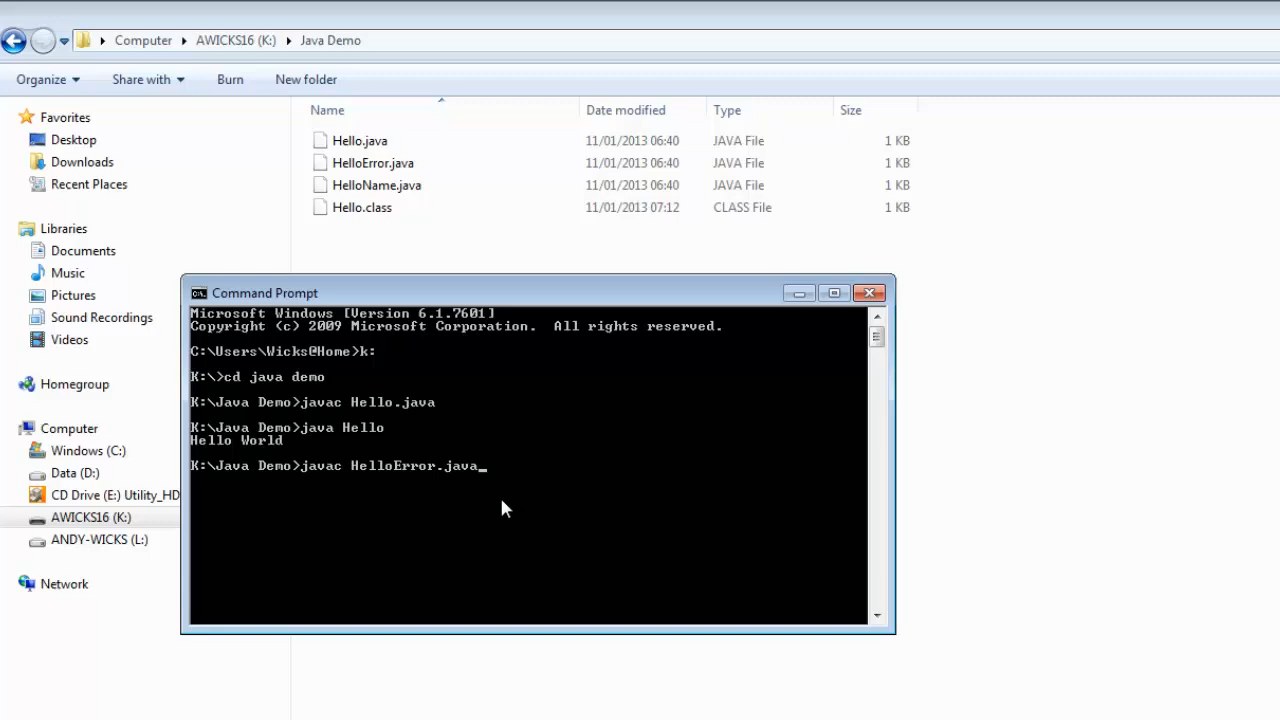 Computer AWICKS16 (K:) Java Demo
Organize Share with Burn New folder
Name Date modified Type Size
Favorites
Desktop
Downloads
Recent Places
Libraries
Documents
Music
Pictures
Sound Recordings
Videos
Homegroup
Computer
Windows (C:)
Data (D:)
CD Drive (E:) Utility_HD
AWICKS16 (K:)
ANDY-WICKS (L:)
Network
Hello.java 11/01/2013 06:40 JAVA File 1 KB
HelloError.java 11/01/2013 06:40 JAVA File 1 KB
HelloName.java 11/01/2013 06:40 JAVA File 1 KB
Hello.class 11/01/2013 07:12 CLASS File 1 KB
Command Prompt
Microsoft Windows [Version 6.1.7601]
Copyright (c) 2009 Microsoft Corporation.  All rights reserved.
C:\Users\Wicks@Home>k:
K:\>cd java demo
K:\Java Demo>javac Hello.java
K:\Java Demo>java Hello
Hello World
K:\Java Demo>javac HelloError.java_